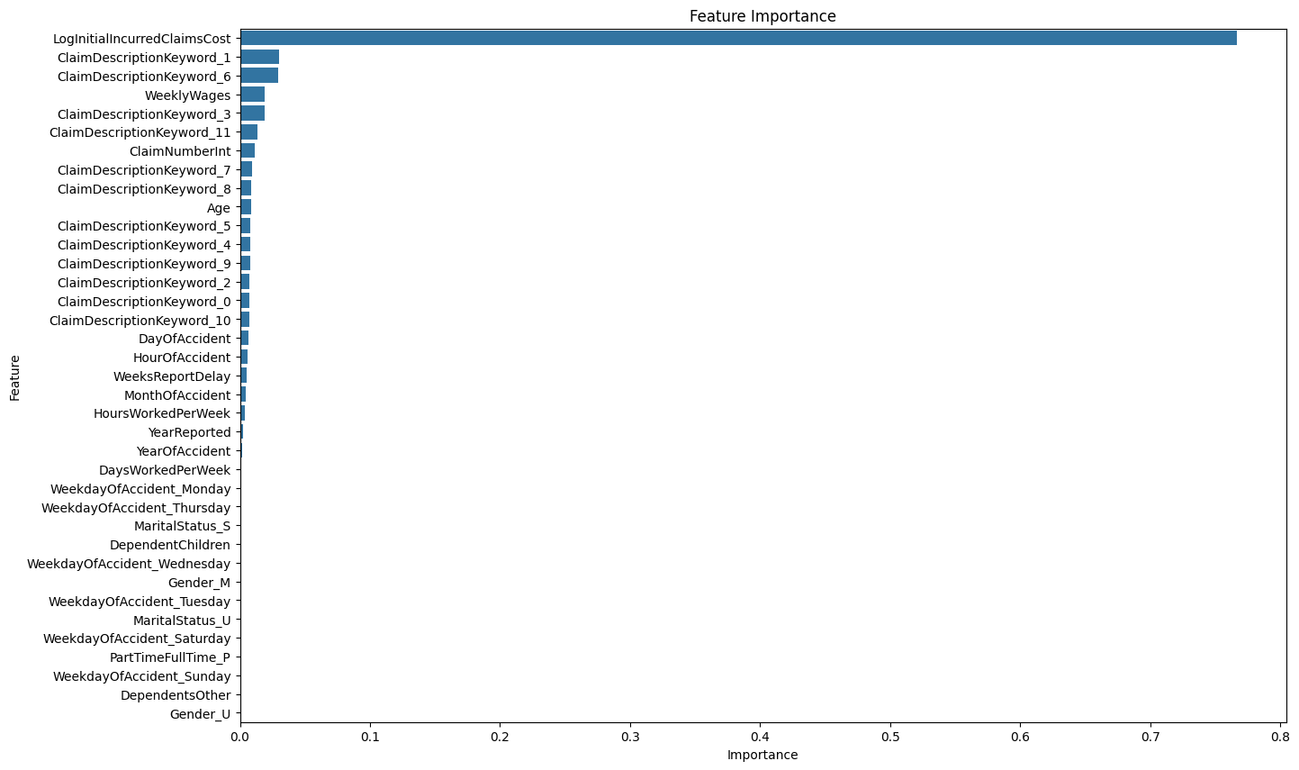 Feature Importance
Feature
LogInitialIncurredClaimsCost
ClaimDescriptionKeyword_1
ClaimDescriptionKeyword_6
WeeklyWages
ClaimDescriptionKeyword_3
ClaimDescriptionKeyword_11
ClaimNumberInt
ClaimDescriptionKeyword_7
ClaimDescriptionKeyword_8
Age
ClaimDescriptionKeyword_5
ClaimDescriptionKeyword_4
ClaimDescriptionKeyword_9
ClaimDescriptionKeyword_2
ClaimDescriptionKeyword_0
ClaimDescriptionKeyword_10
DayOfAccident
HourOfAccident
WeeksReportDelay
MonthOfAccident
HoursWorkedPerWeek
YearReported
YearOfAccident
DaysWorkedPerWeek
WeekdayOfAccident_Monday
WeekdayOfAccident_Thursday
MaritalStatus_S
DependentChildren
WeekdayOfAccident_Wednesday
Gender_M
WeekdayOfAccident_Tuesday
MaritalStatus_U
WeekdayOfAccident_Saturday
PartTimeFullTime_P
WeekdayOfAccident_Sunday
DependentsOther
Gender_U
0.0 0.1 0.2 0.3 0.4 0.5 0.6 0.7 0.8
Importance